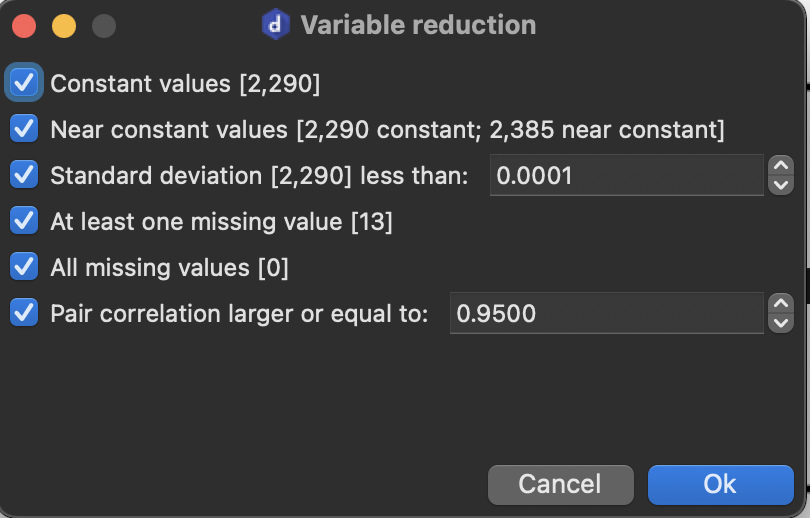 Variable reduction
Constant values [2,290]
Near constant values [2,290 constant; 2,385 near constant]
Standard deviation [2,290] less than: 0.0001
At least one missing value [13]
All missing values [0]
Pair correlation larger or equal to: 0.9500
Cancel Ok